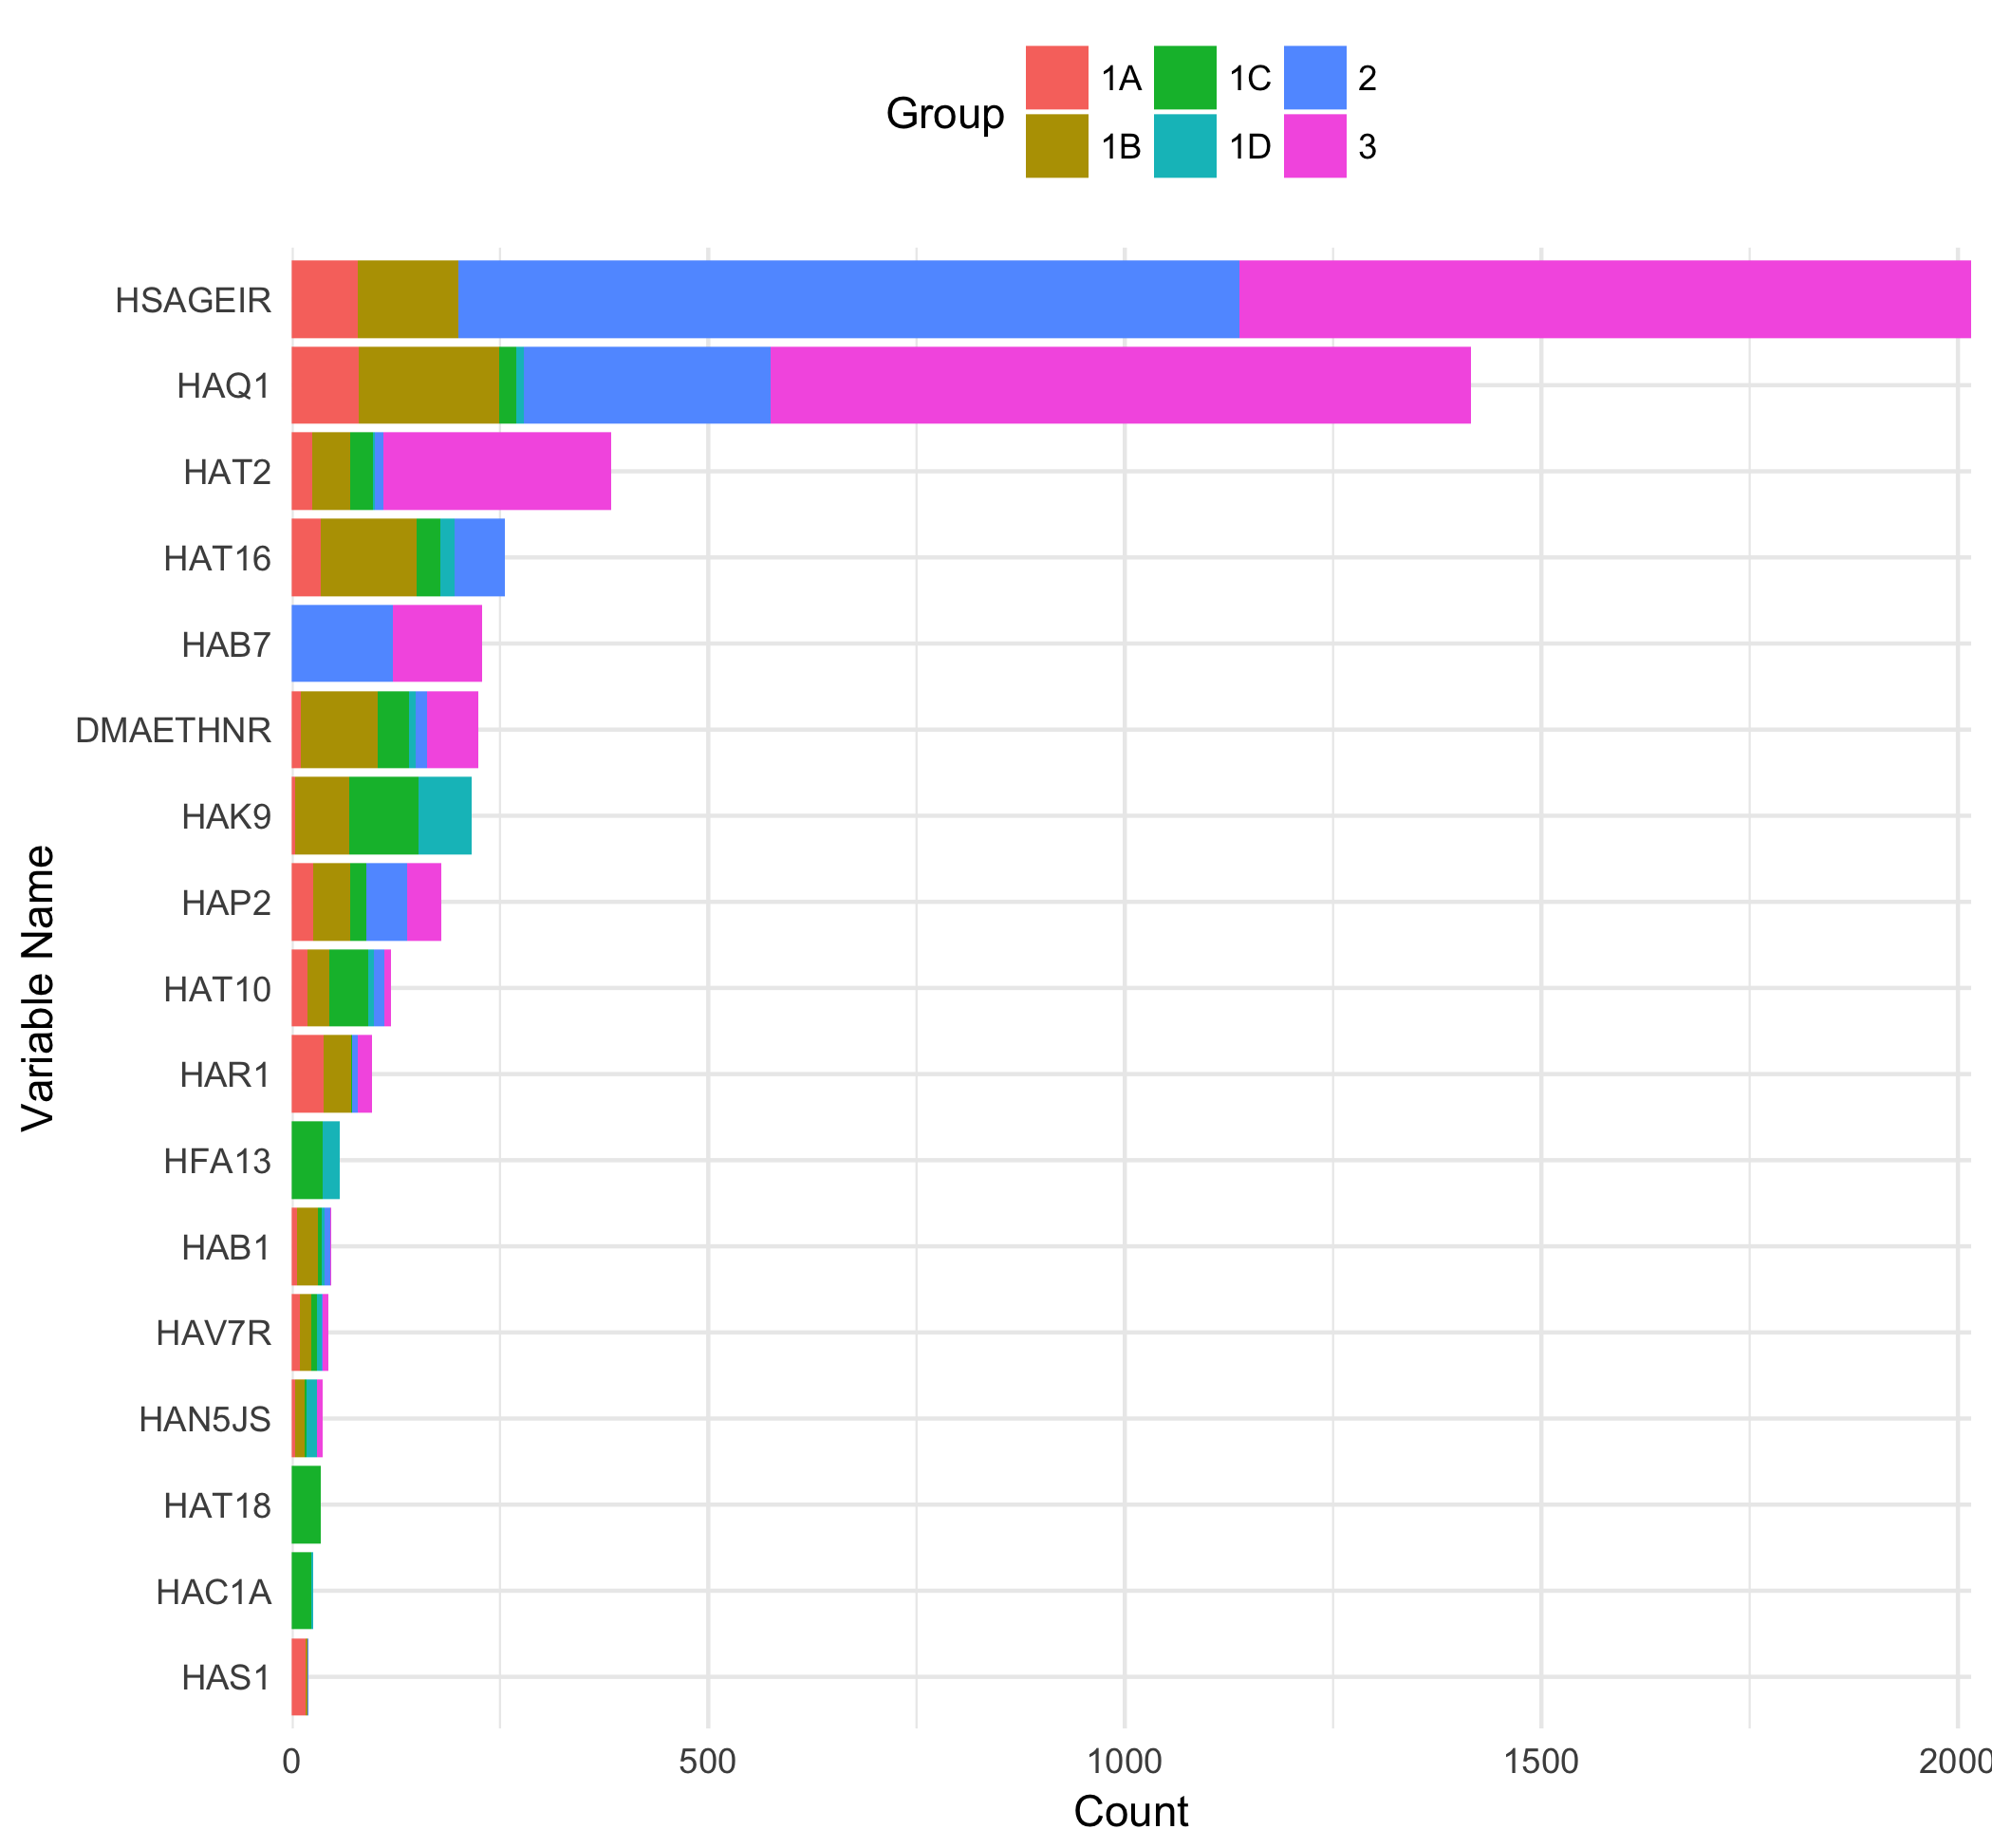 Group
1A 1C 2
1B 1D 3
HSAGEIR
HAQ1
HAT2
HAT16
HAB7
DMAETHNR
HAK9
HAP2
HAT10
HAR1
HFA13
HAB1
HAV7R
HAN5JS
HAT18
HAC1A
HAS1
Variable Name
0 500 1000 1500 2000
Count